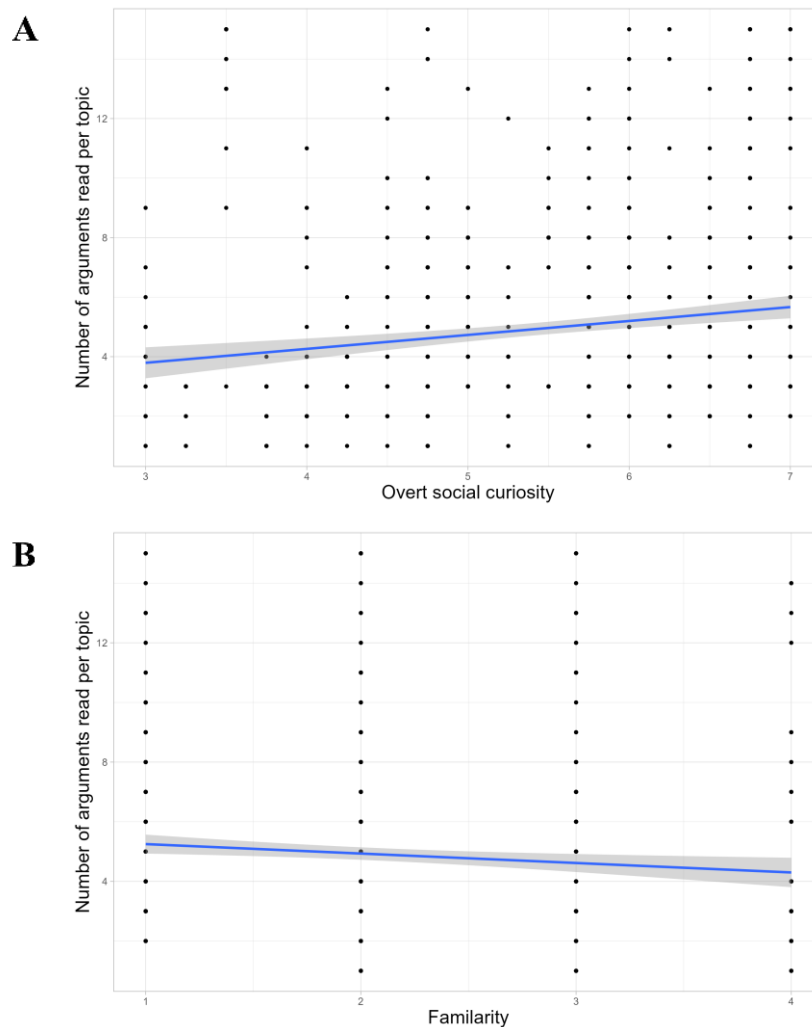 A
Number of arguments read per topic
12
8
4
3
4
5
6
7
Overt social curiosity
B
Number of arguments read per topic
12
8
4
1
2
3
4
Familarity